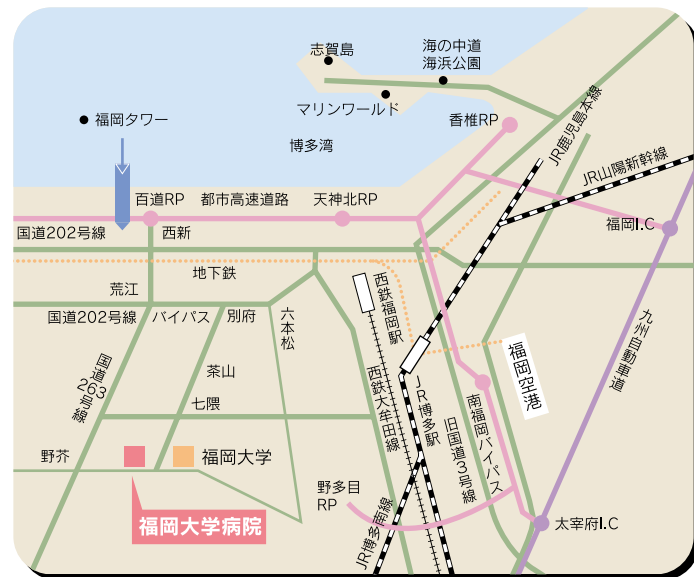 志賀島
海の中道
海浜公園
マリンワールド
香椎RP
JR鹿児島本線
福岡タワー
博多湾
JR山陽新幹線
百道RP
都市高速道路
天神北RP
福岡I.C
国道202号線
西新
地下鉄
荒江
西鉄福岡駅
国道202号線
バイパス
別府
六本松
九州自動車道
国道263号線
茶山
西鉄大牟田線
JR博多駅
福岡空港
七隈
旧国道3号線
南福岡バイパス
野芥
福岡大学
野多目
RP
福岡大学病院
JR博多南線
太宰府I.C